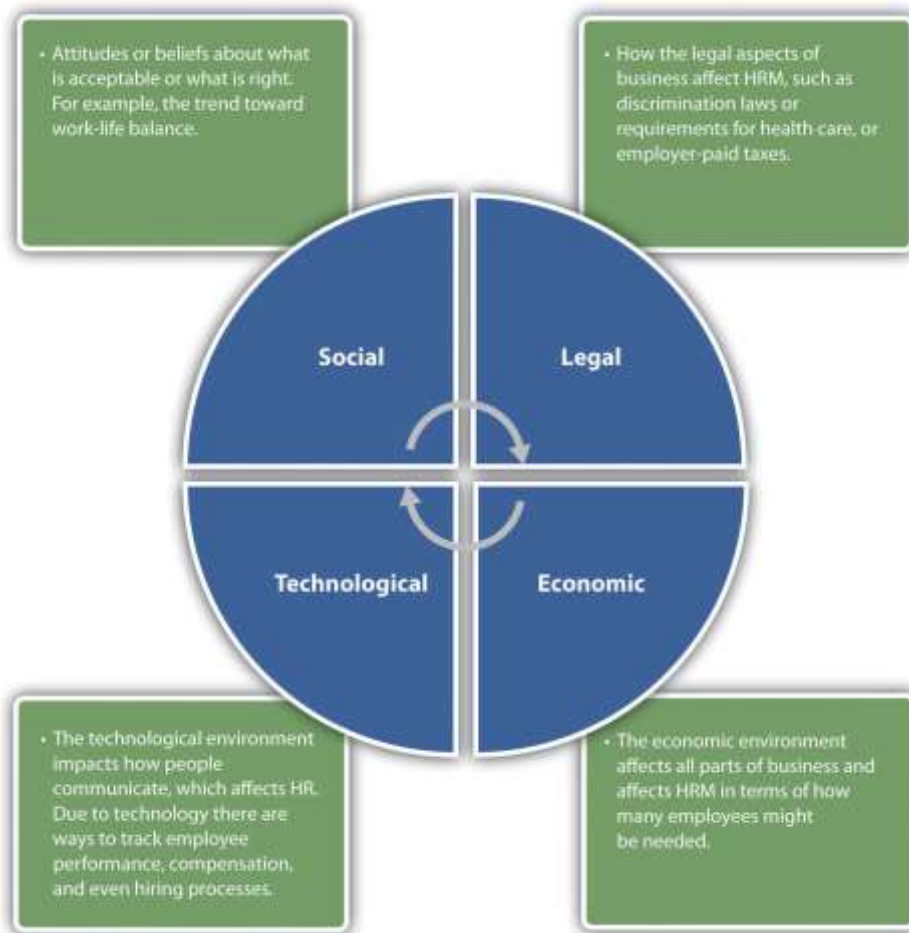 • Attitudes or beliefs about what
is acceptable or what is right.
For example, the trend toward
work-life balance.
• How the legal aspects of
business affect HRM, such as
discrimination laws or
requirements for health care, or
employer-paid taxes.
Social
Legal
Technological
Economic
• The technological environment
impacts how people
communicate, which affects HR.
Due to technology there are
ways to track employee
performance, compensation,
and even hiring processes.
• The economic environment
affects all parts of business and
affects HRM in terms of how
many employees might
be needed.